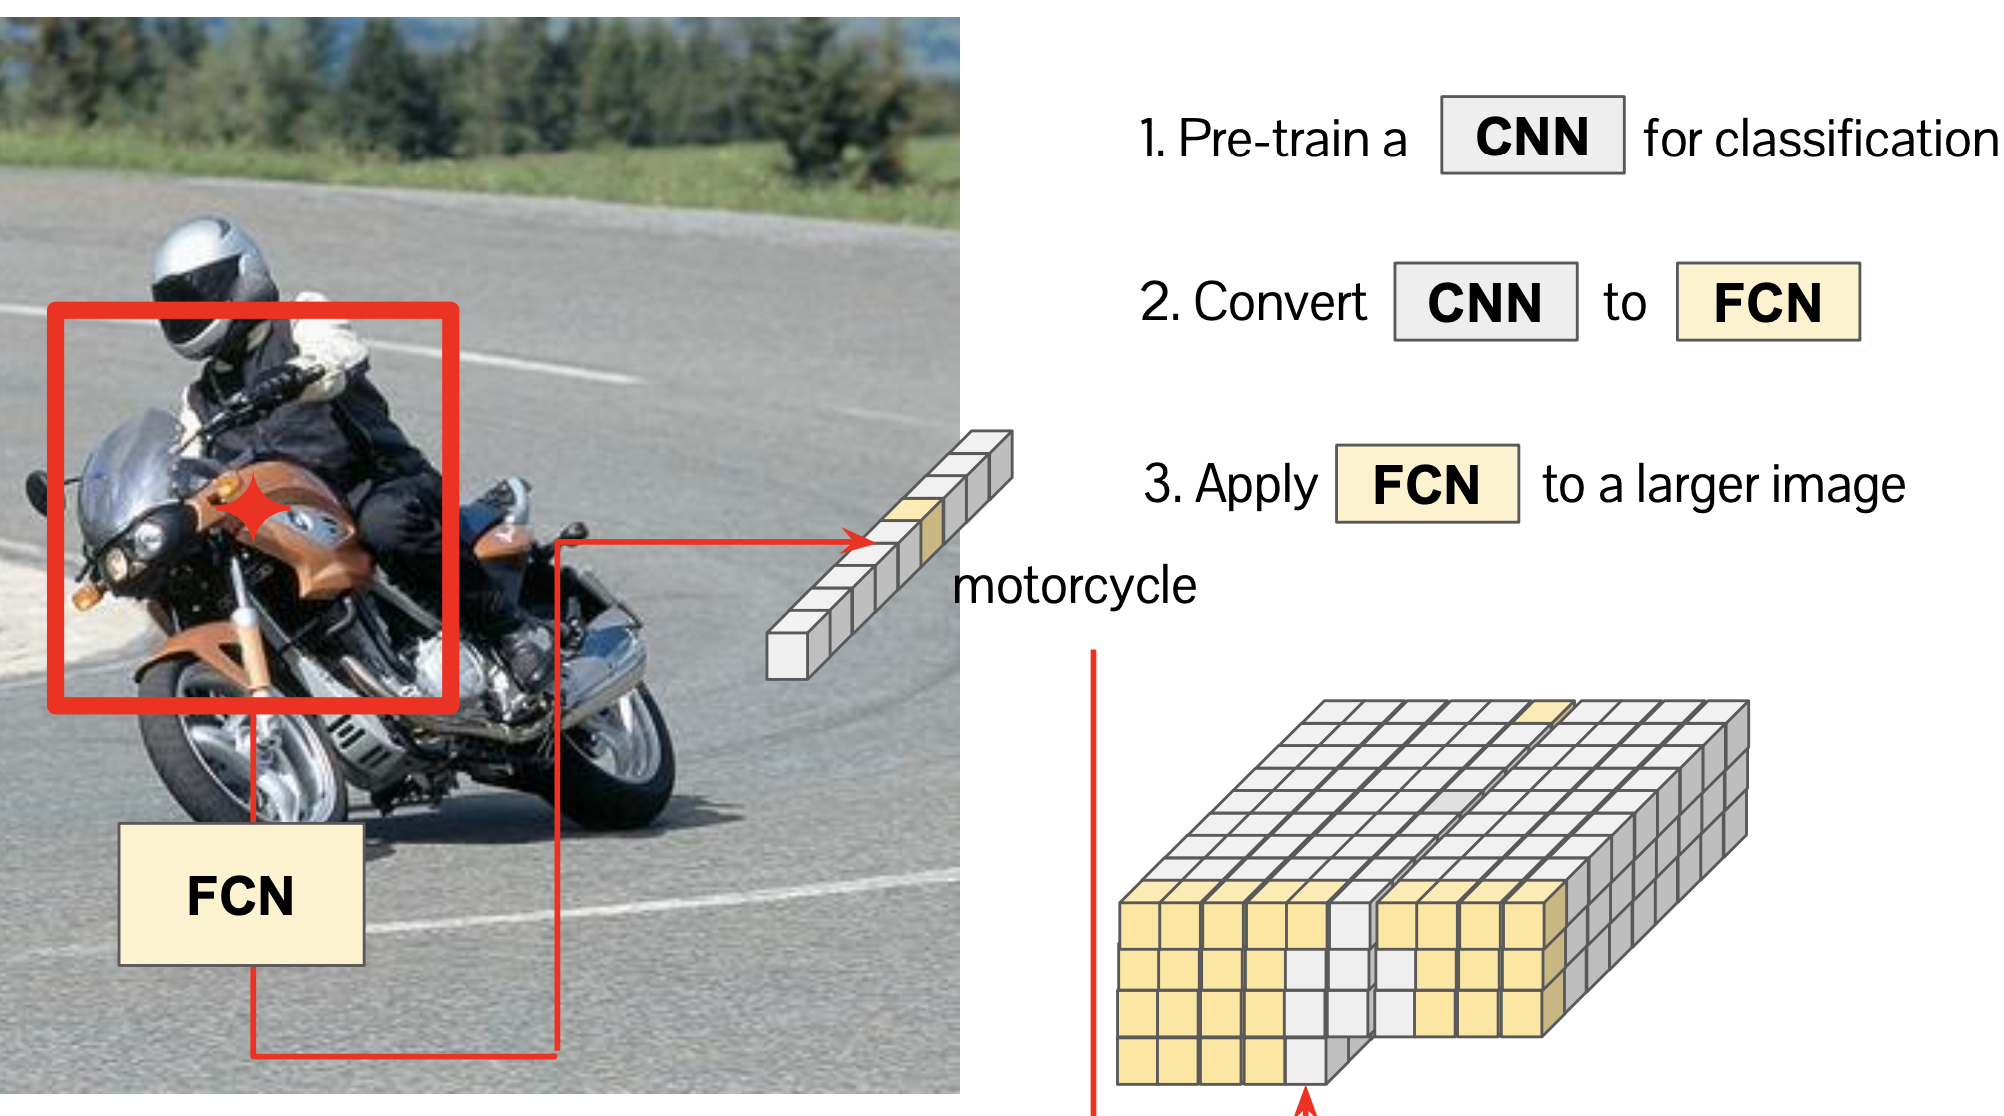 1. Pre-train a CNN for classification
2. Convert CNN to FCN
3. Apply FCN to a larger image
motorcycle
FCN